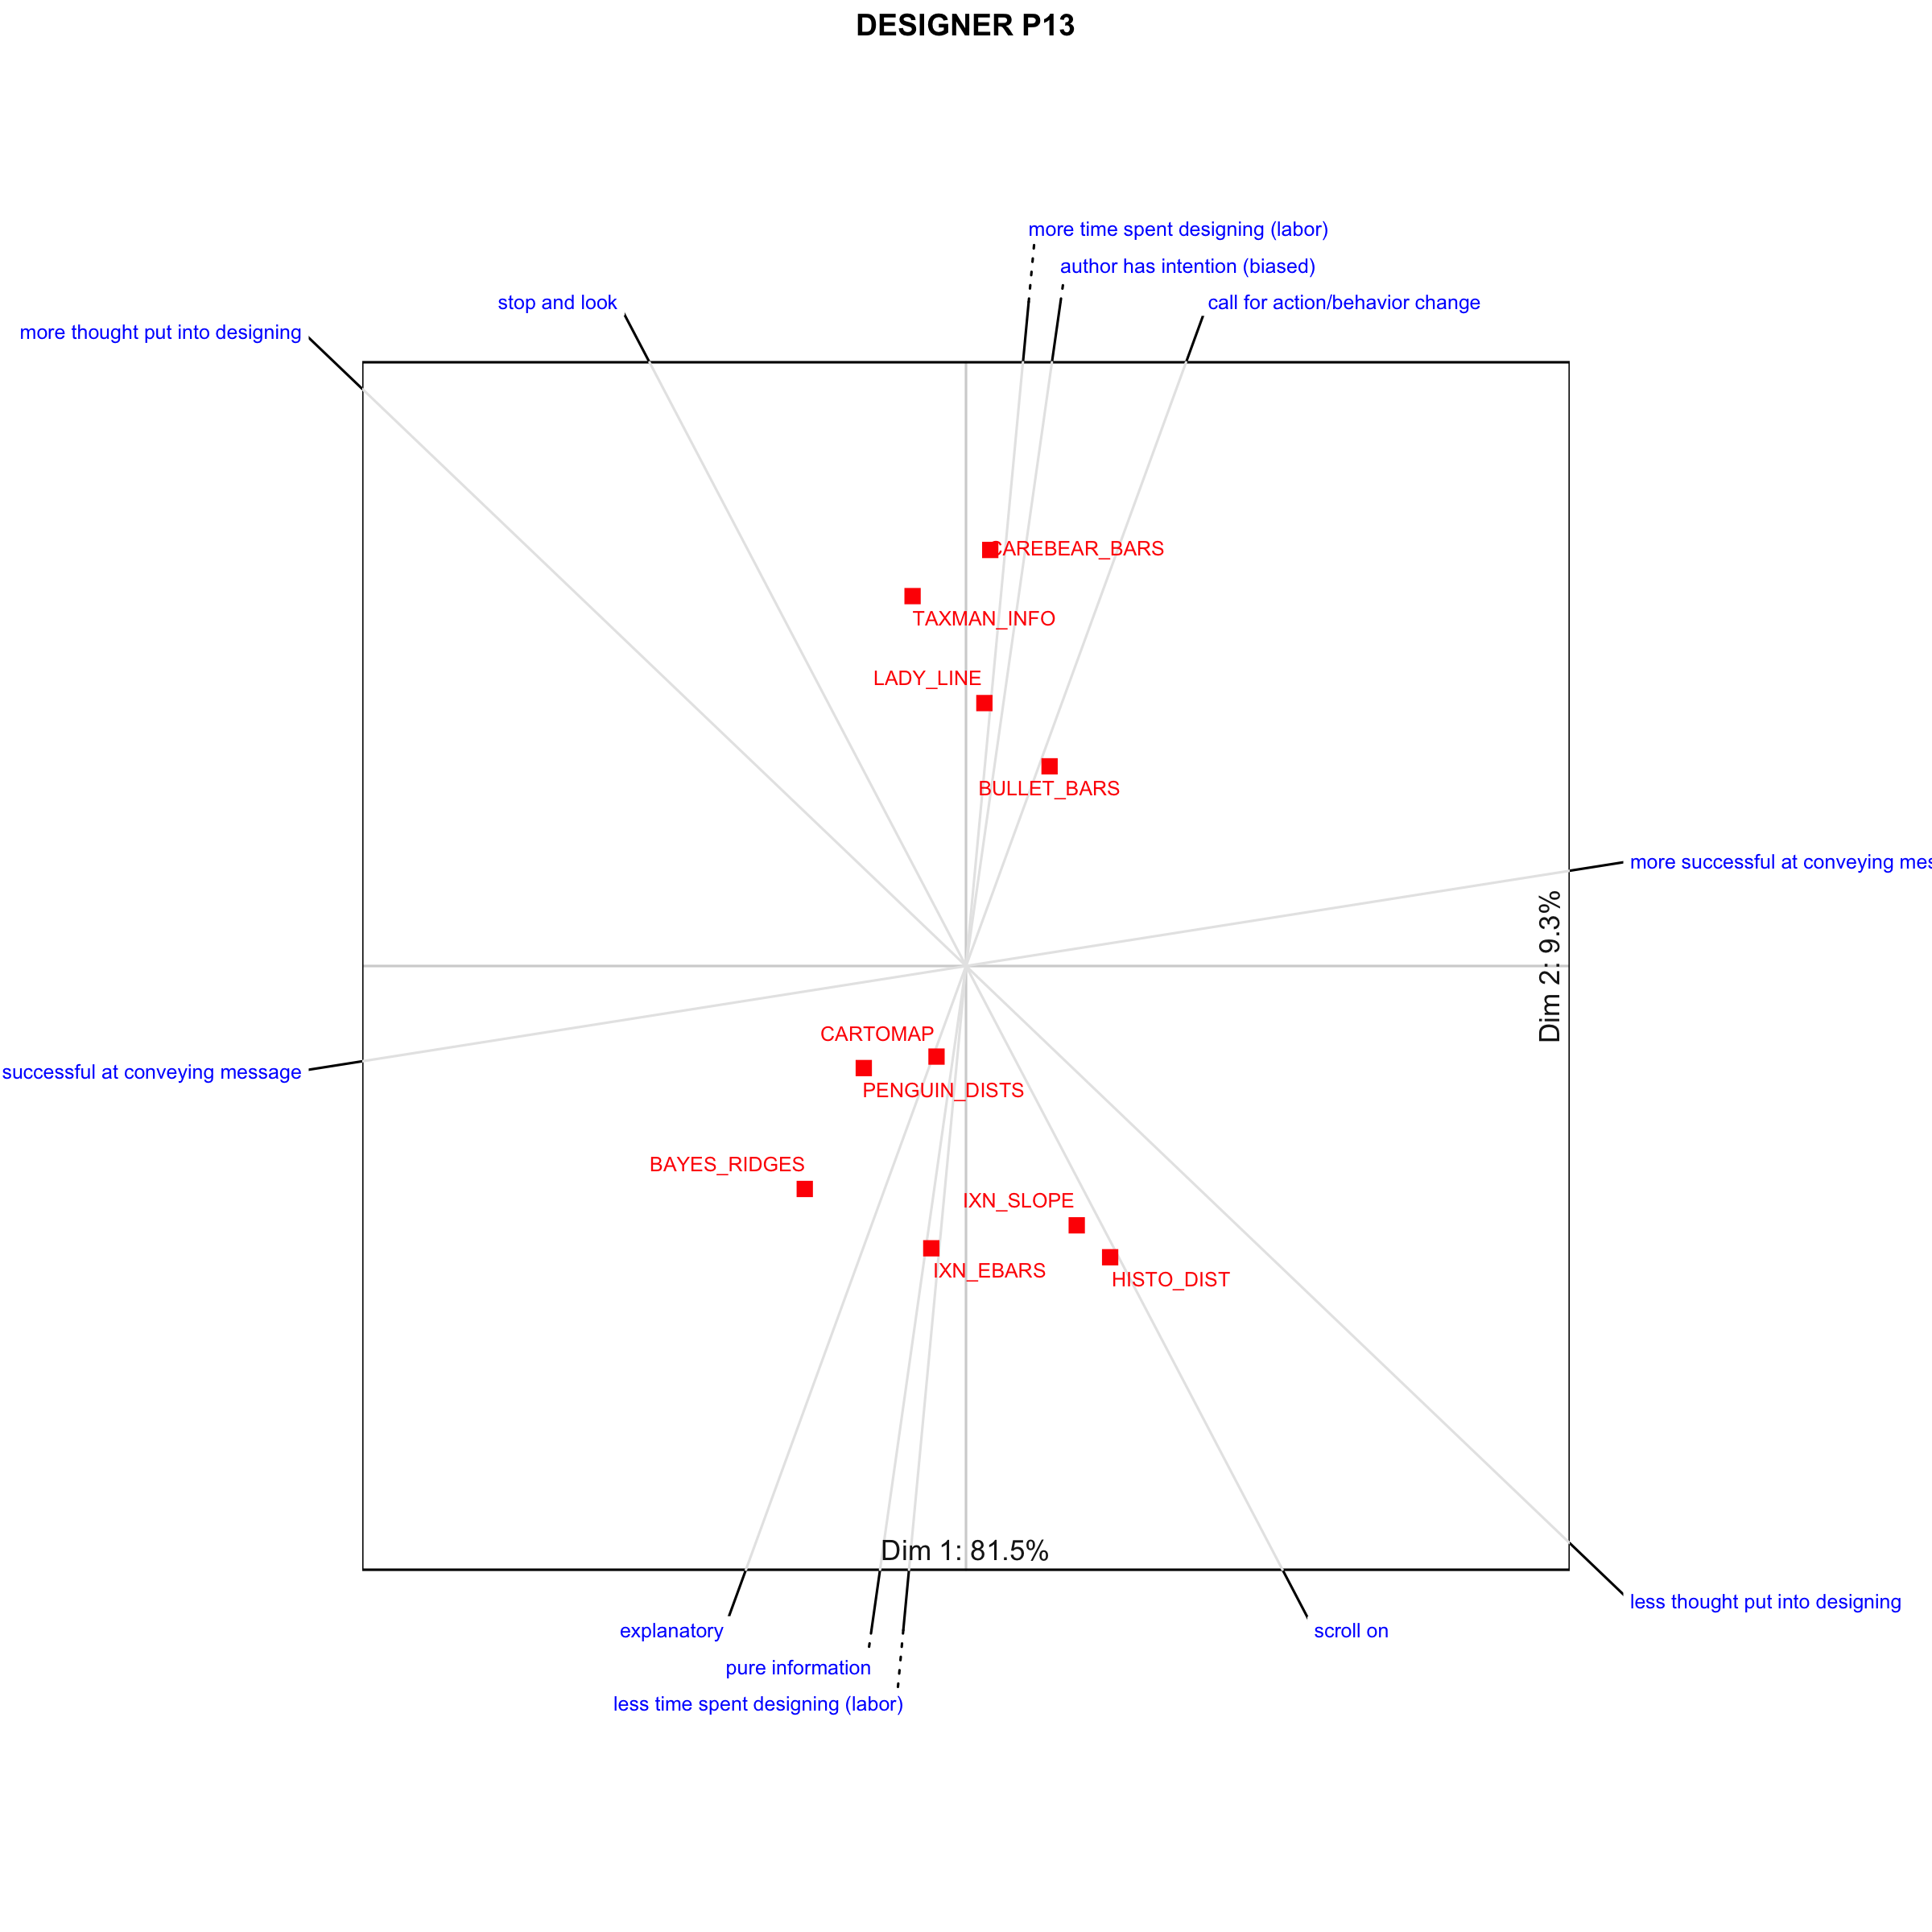 DESIGNER P13
more time spent designing (labor)
author has intention (biased)
stop and look
call for action/behavior change
more thought put into designing
CAREBEAR_BARS
TAXMAN_INFO
LADY_LINE
BULLET_BARS
more successful at conveying mes
Dim 2: 9.3%
CARTOMAP
successful at conveying message
PENGUIN_DISTS
BAYES_RIDGES
IXN_SLOPE
IXN_EBARS
HISTO_DIST
Dim 1: 81.5%
less thought put into designing
explanatory
scroll on
pure information
less time spent designing (labor)